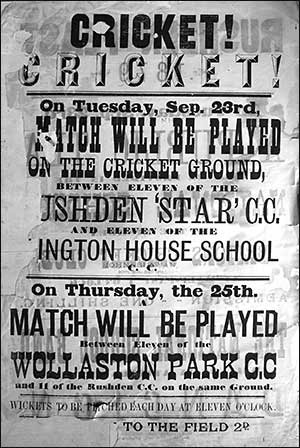 CRICKET!
CRICKET!
On Tuesday, Sep. 23rd,
MATCH WILL BE PLAYED
ON THE CRICKET GROUND,
BETWEEN ELEVEN OF THE
USHDEN 'STAR' C.C.
AND ELEVEN OF THE
INGTON HOUSE SCHOOL
C. C.
On Thursday, the 25th.
A
MATCH WILL BE PLAYED
Between Eleven of the
WOLLASTON PARK C.C
and 11 of the Rushden C.C. on the same Ground.
WICKETS TO BE PITCHED EACH DAY AT ELEVEN O'CLOCK.
TO THE FIELD 2D